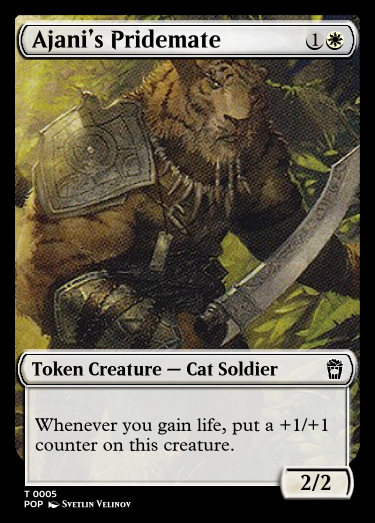 Ajani's Pridemate 1
Token Creature — Cat Soldier
Whenever you gain life, put a +1/+1
counter on this creature.
2/2
T 0005
POP Svetlin Velinov